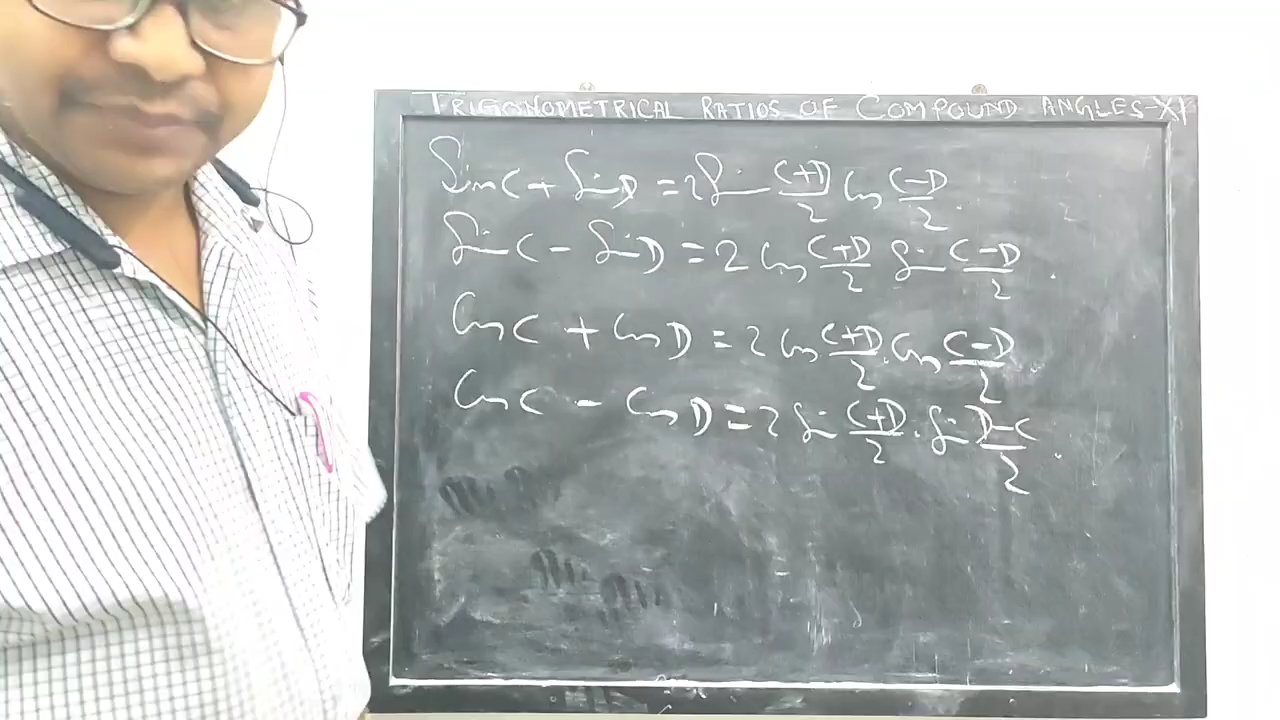 TRIGONOMETRICAL RATIOS OF COMPOUND ANGLES-XI
Sin C + Sin D = 2 Sin (C+D)/2 Cos (C-D)/2.
Sin C - Sin D = 2 Cos (C+D)/2 Sin (C-D)/2.
Cos C + Cos D = 2 Cos (C+D)/2. Cos (C-D)/2.
Cos C - Cos D = 2 Sin (C+D)/2. Sin (D-C)/2.